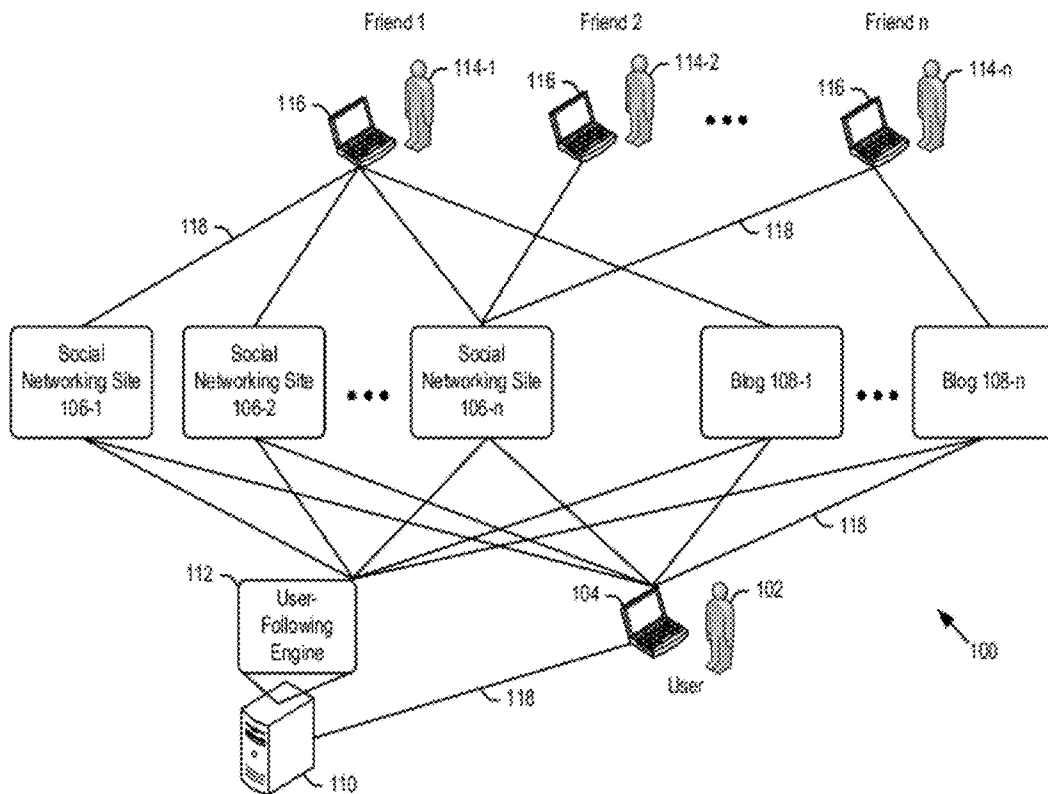 Friend 1 Friend 2 Friend n
114-1 114-2 114-n
116 116 116
118 118
Social Networking Site 106-1
Social Networking Site 106-2
Social Networking Site 106-n
Blog 108-1
Blog 108-n
118
112
User-Following Engine
104
102
100
User
118
110